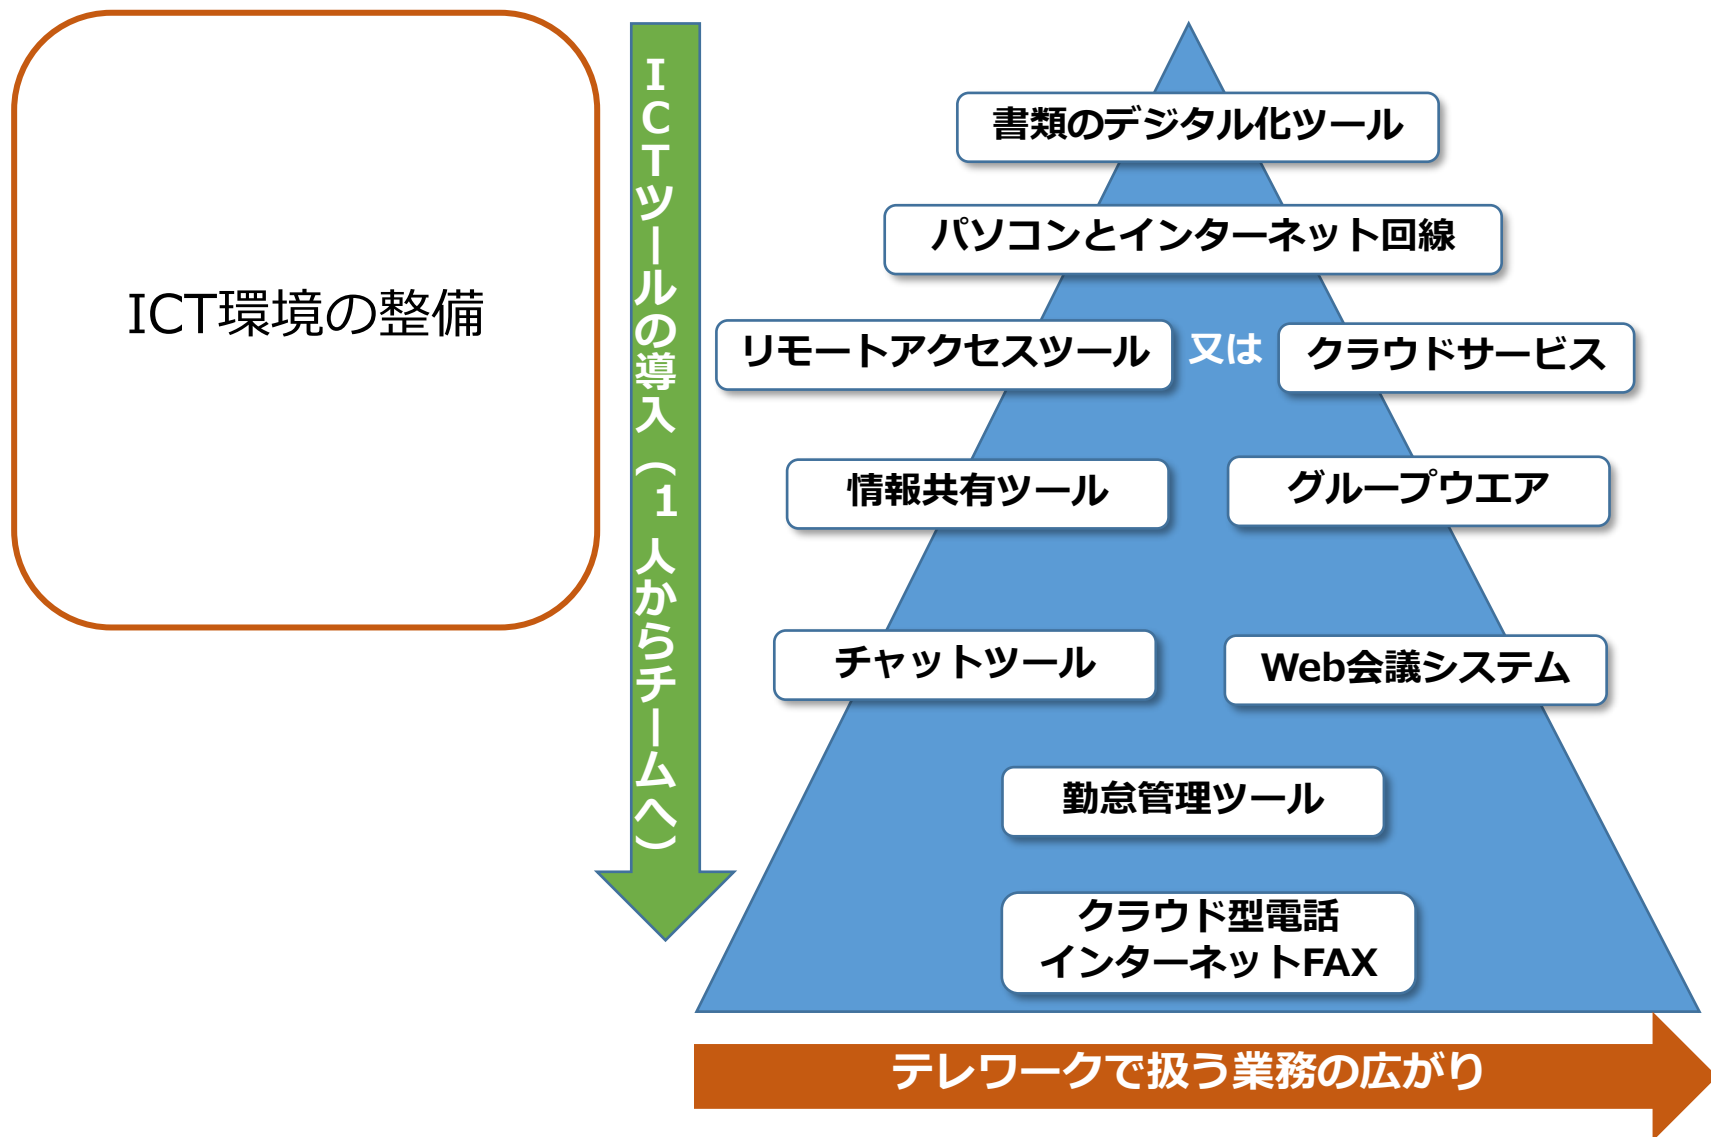 ICT環境の整備
ICTツールの導入（1人からチームへ）
書類のデジタル化ツール
パソコンとインターネット回線
リモートアクセスツール
又は
クラウドサービス
情報共有ツール
グループウエア
チャットツール
Web会議システム
勤怠管理ツール
クラウド型電話
インターネットFAX
テレワークで扱う業務の広がり